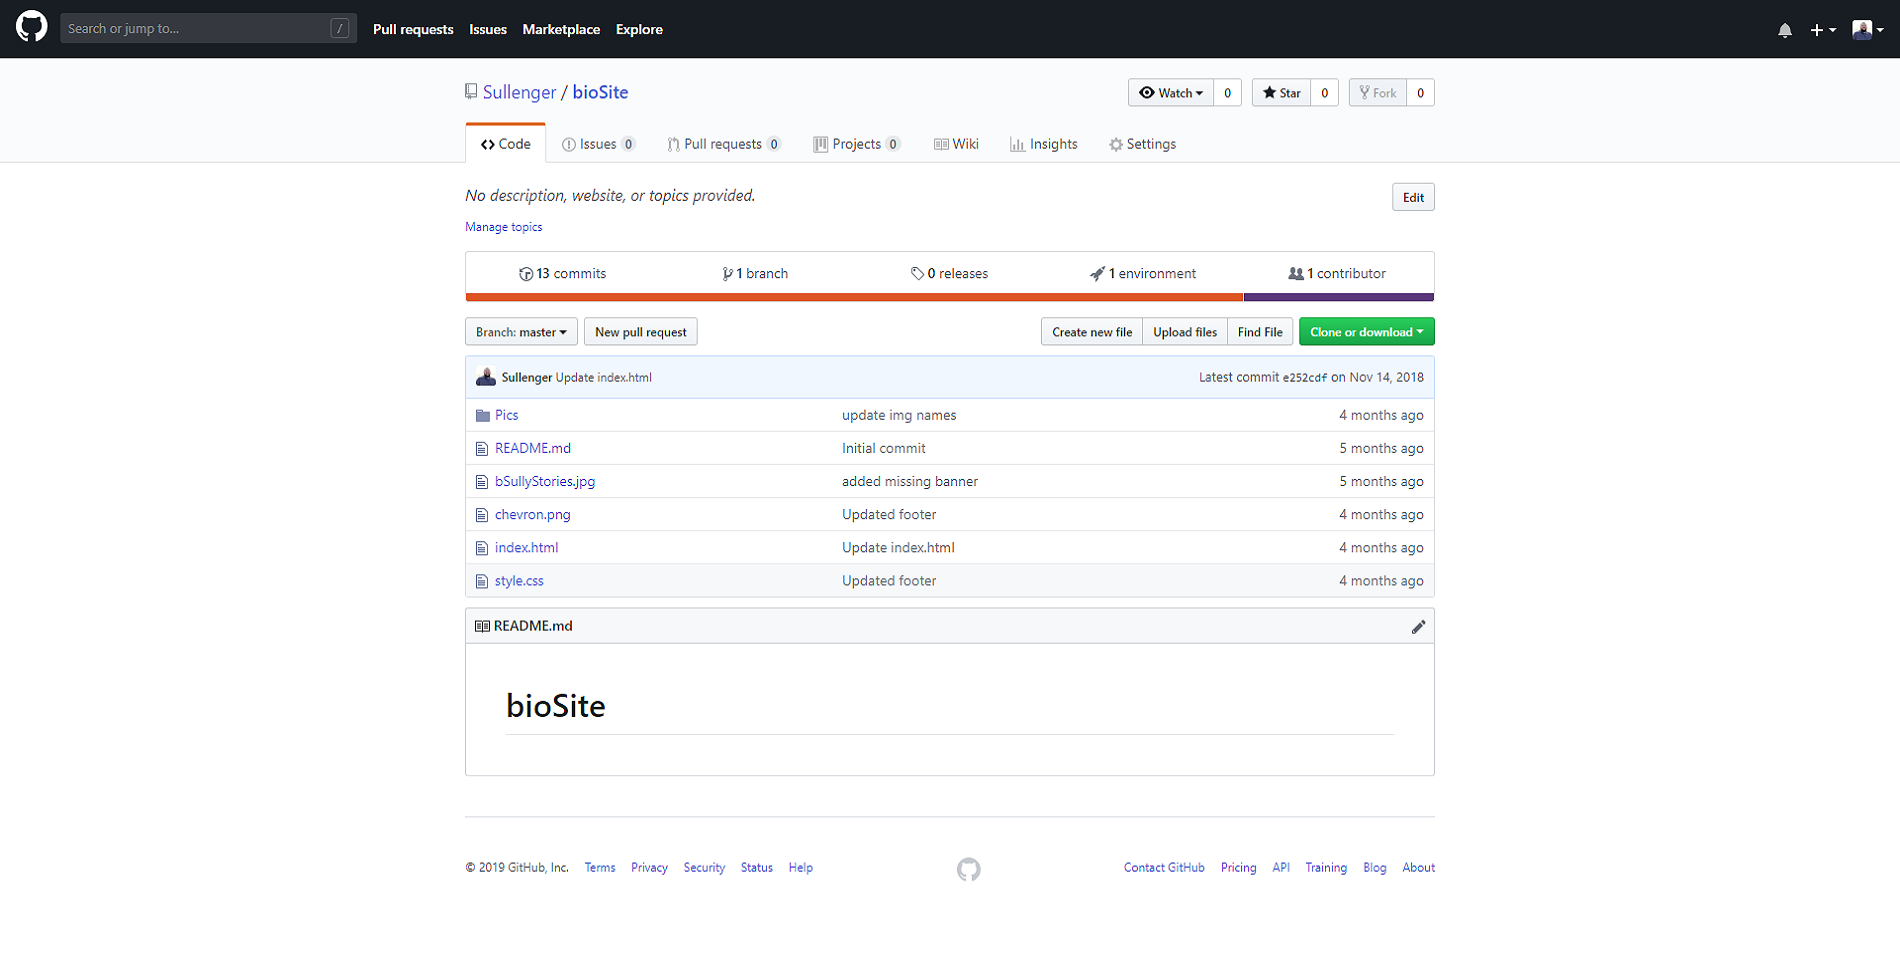 Search or jump to... / Pull requests Issues Marketplace Explore
Sullenger / bioSite Watch 0 Star 0 Fork 0
Code Issues 0 Pull requests 0 Projects 0 Wiki Insights Settings
No description, website, or topics provided. Edit
Manage topics
13 commits 1 branch 0 releases 1 environment 1 contributor
Branch: master New pull request Create new file Upload files Find File Clone or download
Sullenger Update index.html Latest commit e252cdf on Nov 14, 2018
Pics update img names 4 months ago
README.md Initial commit 5 months ago
bSullyStories.jpg added missing banner 5 months ago
chevron.png Updated footer 4 months ago
index.html Update index.html 4 months ago
style.css Updated footer 4 months ago
README.md
bioSite
© 2019 GitHub, Inc. Terms Privacy Security Status Help Contact GitHub Pricing API Training Blog About